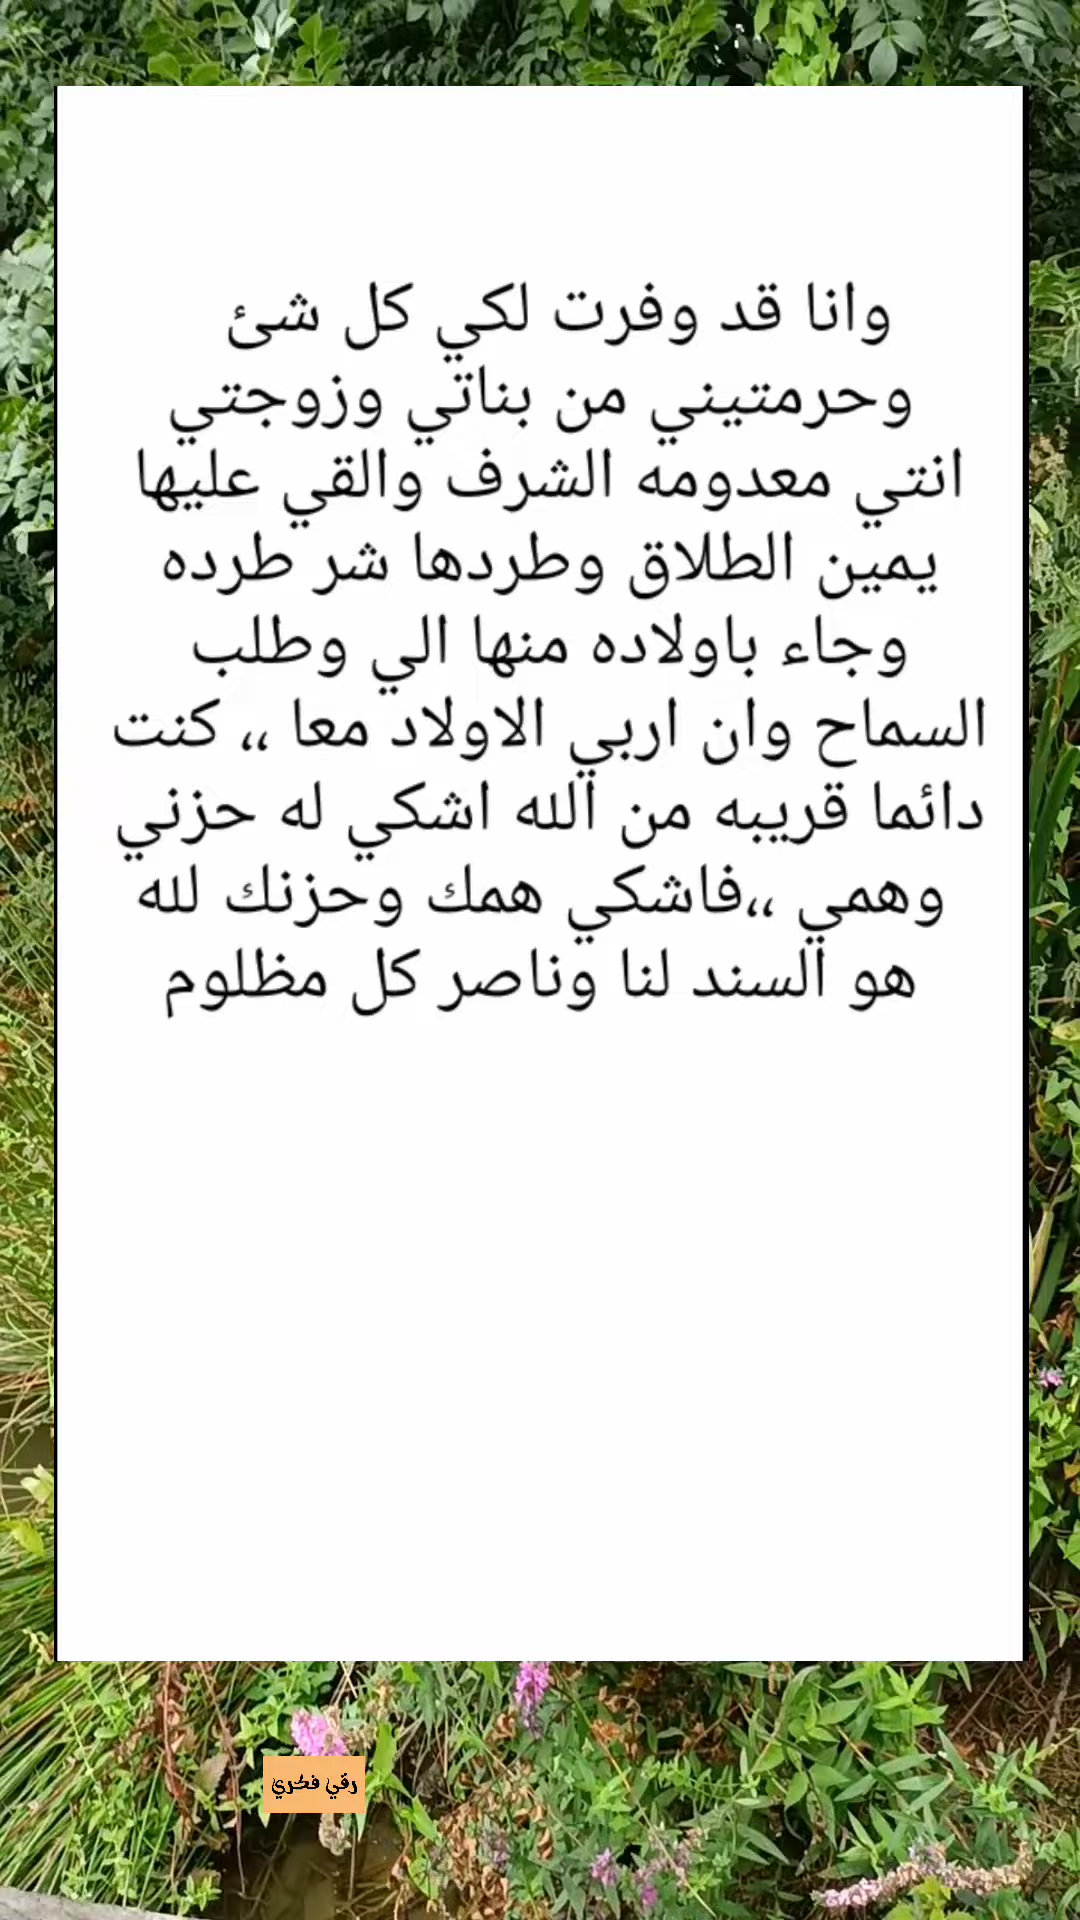 وانا قد وفرت لكي كل شئ
وحرمتيني من بناتي وزوجتي
انتي معدومه الشرف والقي عليها
يمين الطلاق وطردها شر طرده
وجاء باولاده منها الي وطلب
السماح وان اربي الاولاد معا ،، كنت
دائما قريبه من الله اشكي له حزني
وهمي ،،فاشكي همك وحزنك لله
هو السند لنا وناصر كل مظلوم
رقي فكري